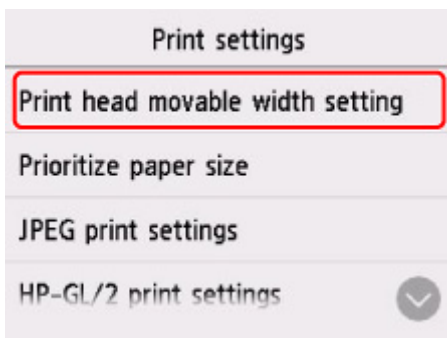 Print settings
Print head movable width setting
Prioritize paper size
JPEG print settings
HP-GL/2 print settings